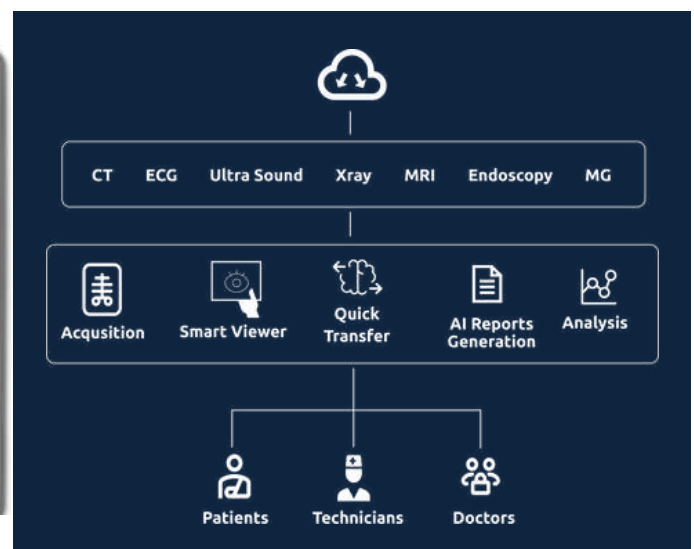 CT ECG Ultra Sound Xray MRI Endoscopy MG
Acqusition Smart Viewer Quick Transfer AI Reports Generation Analysis
Patients Technicians Doctors